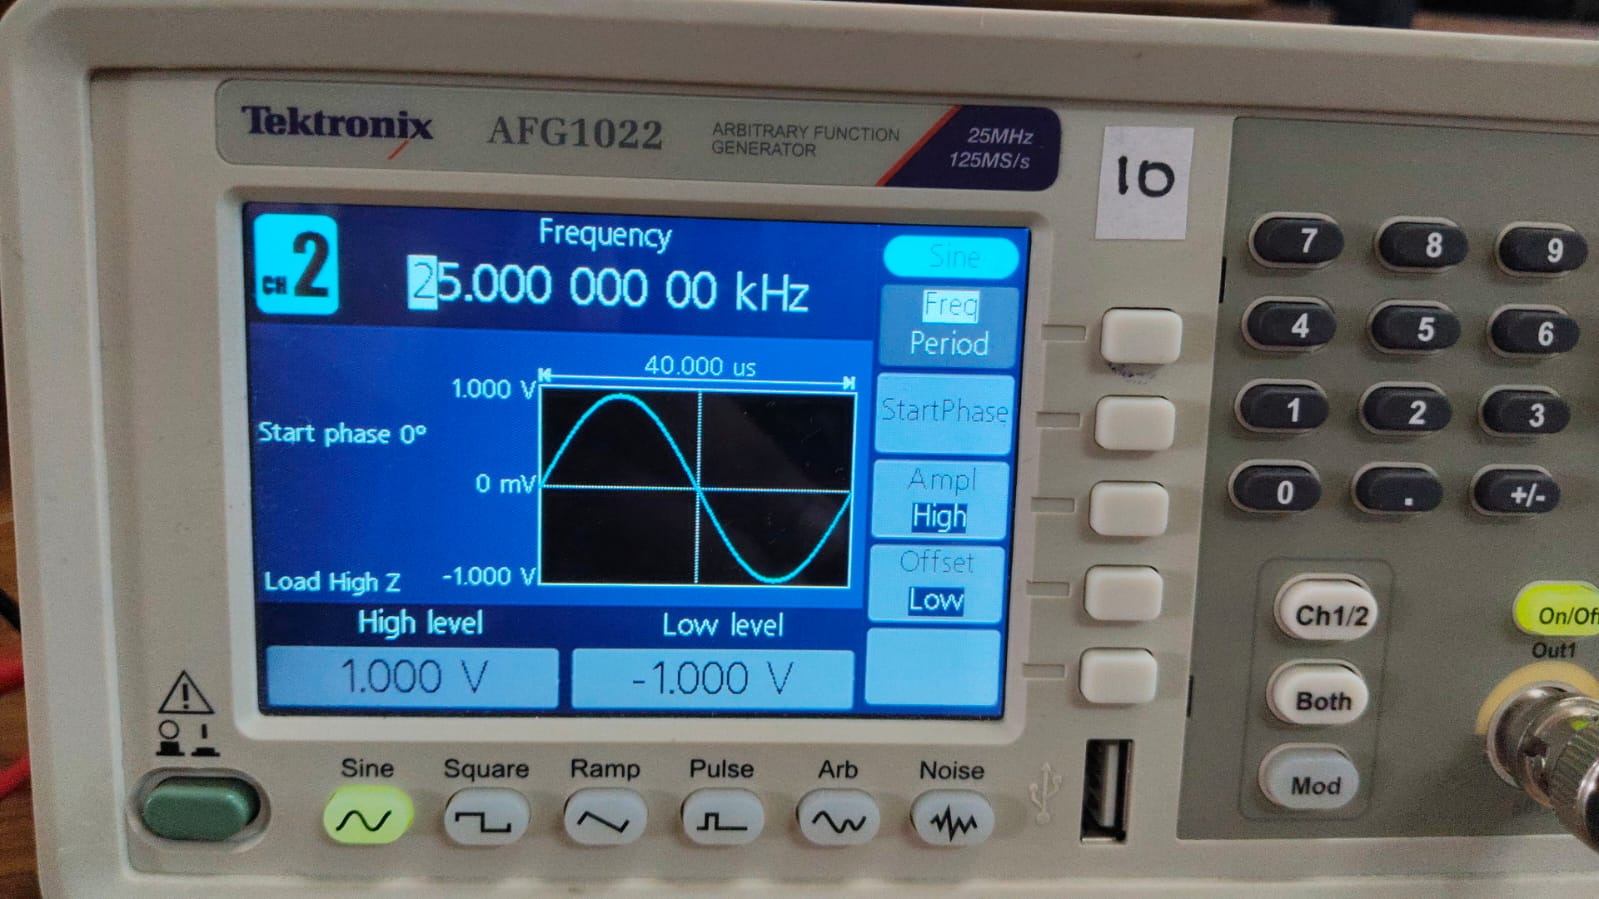 Tektronix AFG1022 ARBITRARY FUNCTION GENERATOR
25MHz
125MS/s
10
CH 2
Frequency
25.000 000 00 kHz
Sine
Freq
Period
StartPhase
Ampl
High
Offset
Low
40.000 us
1.000 V
Start phase 0°
0 mV
Load High Z
-1.000 V
High level Low level
1.000 V -1.000 V
7 8 9
4 5 6
1 2 3
0 . +/-
Ch1/2
Both
Mod
On/Of
Out1
Sine Square Ramp Pulse Arb Noise